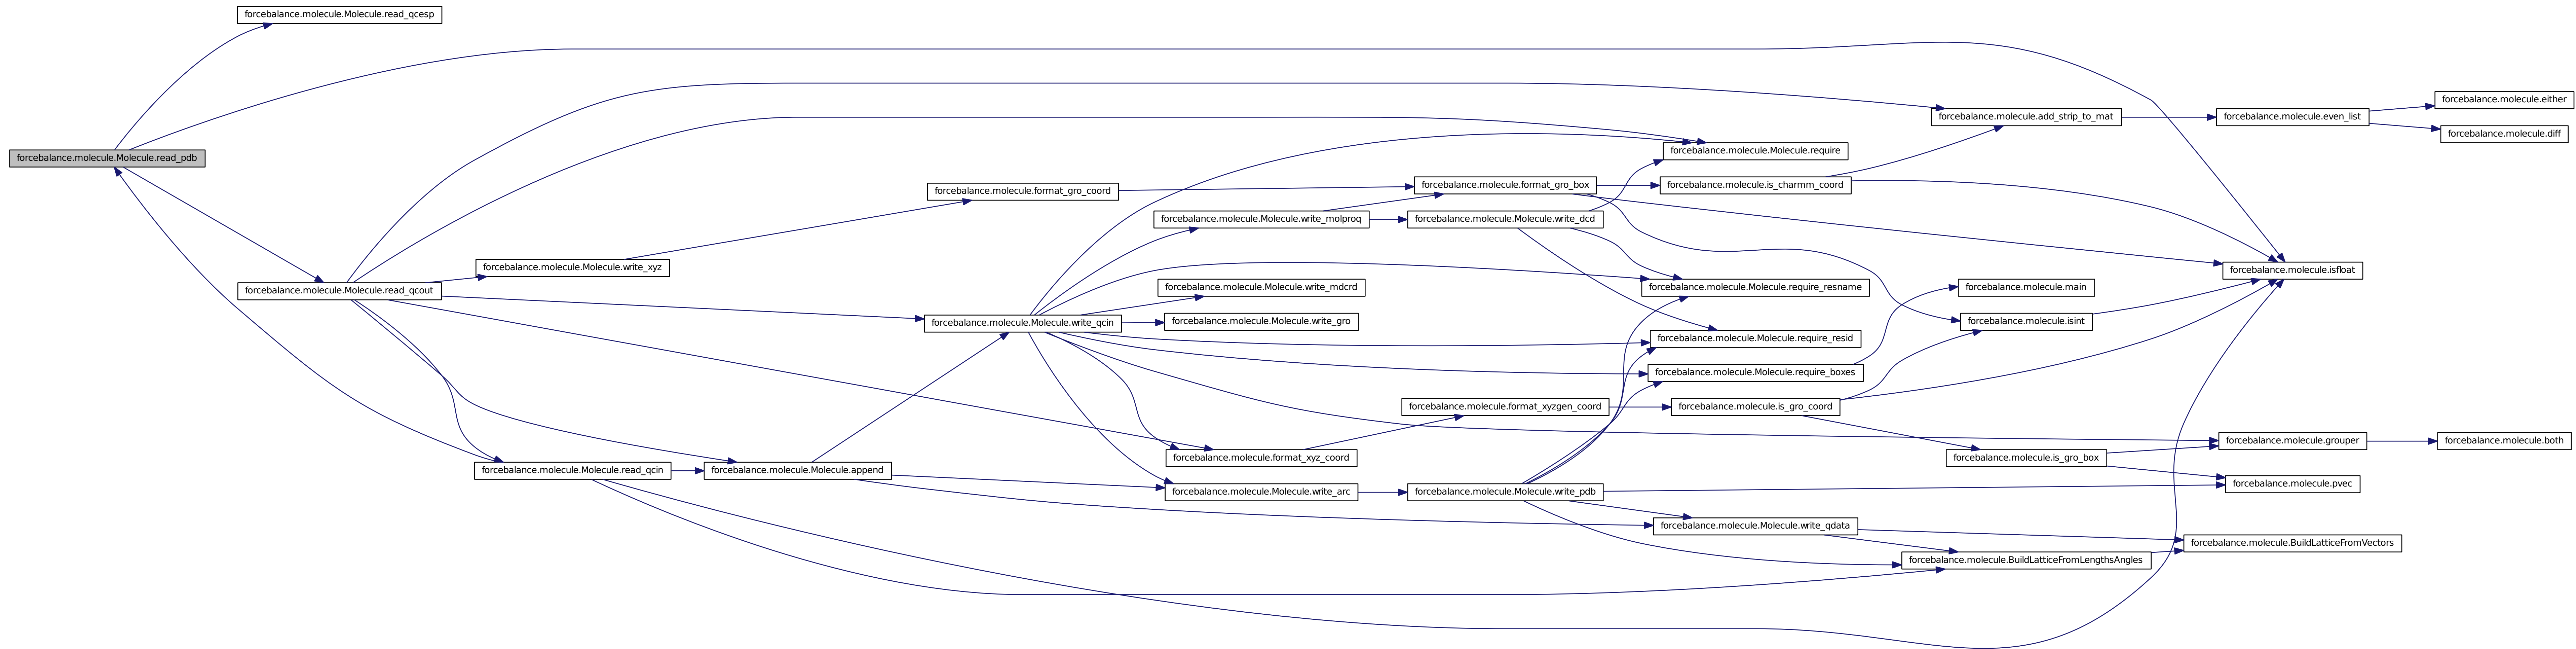 forcebalance.molecule.Molecule.read_qcesp
forcebalance.molecule.either
forcebalance.molecule.add_strip_to_mat
forcebalance.molecule.even_list
forcebalance.molecule.diff
forcebalance.molecule.Molecule.require
forcebalance.molecule.Molecule.read_pdb
forcebalance.molecule.format_gro_coord
forcebalance.molecule.format_gro_box
forcebalance.molecule.is_charmm_coord
forcebalance.molecule.Molecule.write_molproq
forcebalance.molecule.Molecule.write_dcd
forcebalance.molecule.Molecule.write_xyz
forcebalance.molecule.isfloat
forcebalance.molecule.Molecule.read_qcout
forcebalance.molecule.Molecule.write_mdcrd
forcebalance.molecule.Molecule.require_resname
forcebalance.molecule.main
forcebalance.molecule.Molecule.write_qcin
forcebalance.molecule.Molecule.write_gro
forcebalance.molecule.isint
forcebalance.molecule.Molecule.require_resid
forcebalance.molecule.Molecule.require_boxes
forcebalance.molecule.format_xyzgen_coord
forcebalance.molecule.is_gro_coord
forcebalance.molecule.grouper
forcebalance.molecule.both
forcebalance.molecule.format_xyz_coord
forcebalance.molecule.is_gro_box
forcebalance.molecule.Molecule.read_qcin
forcebalance.molecule.Molecule.append
forcebalance.molecule.Molecule.write_arc
forcebalance.molecule.Molecule.write_pdb
forcebalance.molecule.pvec
forcebalance.molecule.Molecule.write_qdata
forcebalance.molecule.BuildLatticeFromVectors
forcebalance.molecule.BuildLatticeFromLengthsAngles